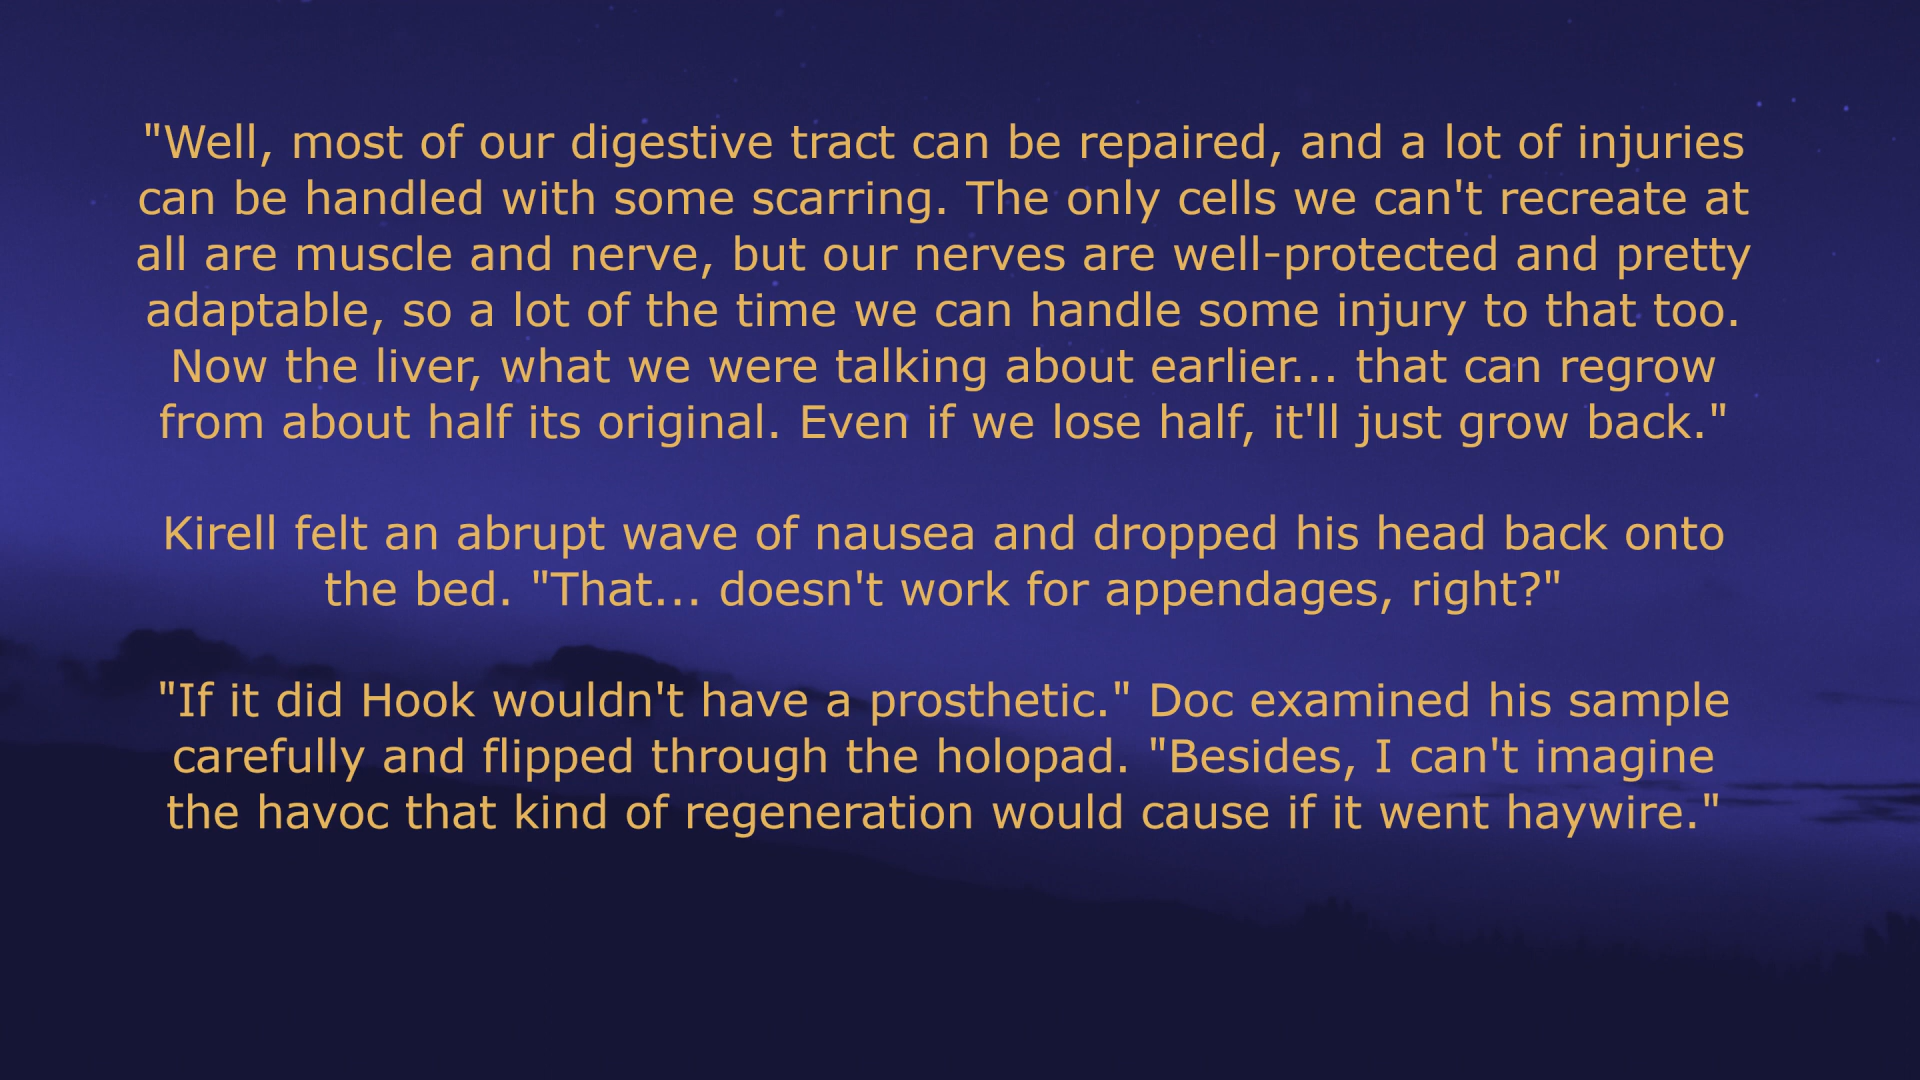 "Well, most of our digestive tract can be repaired, and a lot of injuries
can be handled with some scarring. The only cells we can't recreate at
all are muscle and nerve, but our nerves are well-protected and pretty
adaptable, so a lot of the time we can handle some injury to that too.
Now the liver, what we were talking about earlier... that can regrow
from about half its original. Even if we lose half, it'll just grow back."
Kirell felt an abrupt wave of nausea and dropped his head back onto
the bed. "That... doesn't work for appendages, right?"
"If it did Hook wouldn't have a prosthetic." Doc examined his sample
carefully and flipped through the holopad. "Besides, I can't imagine
the havoc that kind of regeneration would cause if it went haywire."